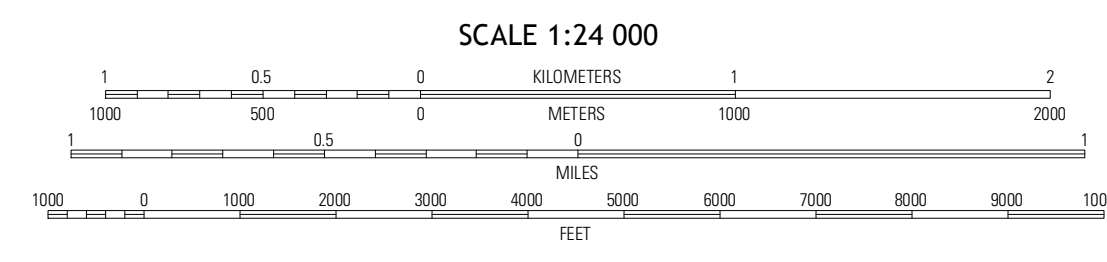 SCALE 1:24 000
1 0.5 0 KILOMETERS 1 2
1000 500 0 METERS 1000 2000
1 0.5 0 1
MILES
1000 0 1000 2000 3000 4000 5000 6000 7000 8000 9000 100
FEET